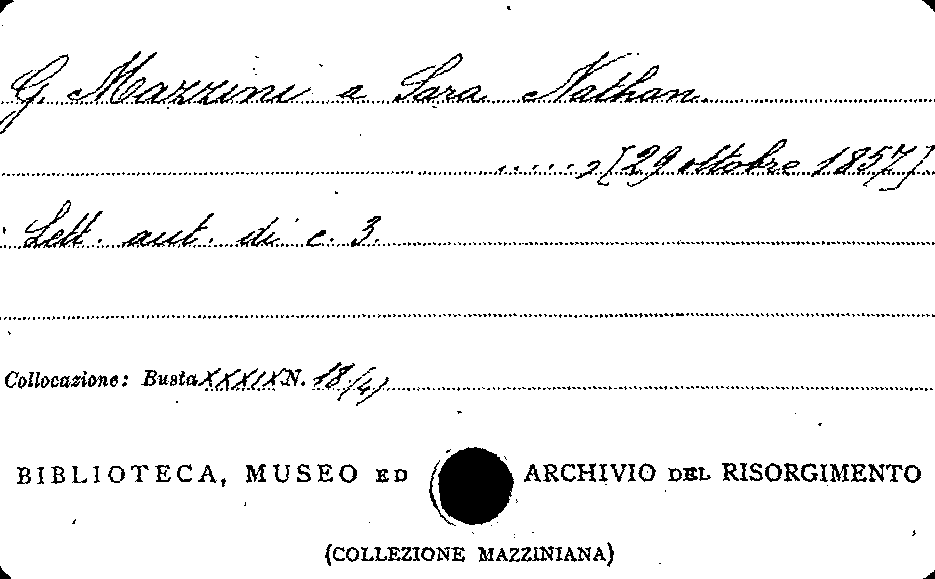 G. Mazzini a Sara Nathan.
....., [29 ottobre 1857]
Lett. aut. di c. 3.
Collocazione: Busta XXXIX N. 18/4)
BIBLIOTECA, MUSEO ED ARCHIVIO DEL RISORGIMENTO
(COLLEZIONE MAZZINIANA)